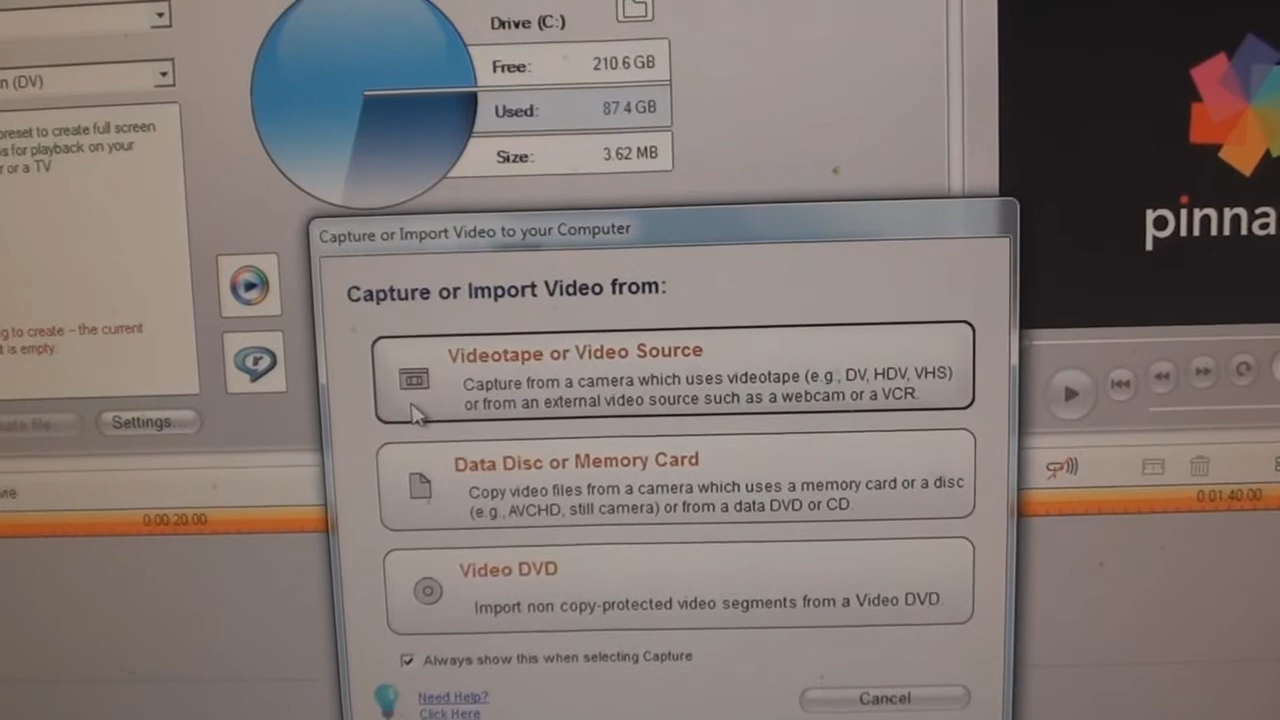 Drive (C:)
Free: 210.6 GB
n (DV)
Used: 87.4 GB
preset to create full screen
s for playback on your
or a TV
Size: 3.62 MB
pinna
Capture or Import Video to your Computer
Capture or Import Video from:
g to create – the current
t is empty.
Videotape or Video Source
Capture from a camera which uses videotape (e.g., DV, HDV, VHS)
or from an external video source such as a webcam or a VCR.
Settings...
Data Disc or Memory Card
Copy video files from a camera which uses a memory card or a disc
(e.g., AVCHD, still camera) or from a data DVD or CD.
0:00:20.00
0:01:40.00
Video DVD
Import non copy-protected video segments from a Video DVD.
Always show this when selecting Capture
Need Help?
Click Here
Cancel